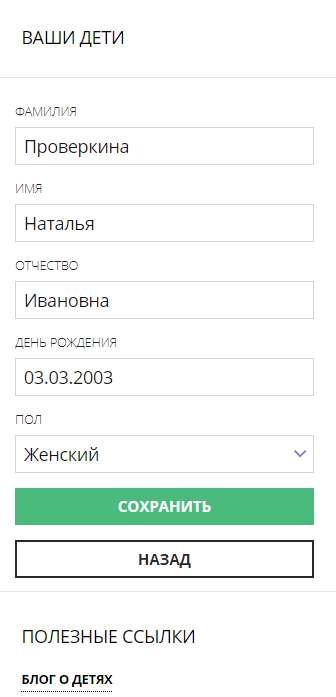 ВАШИ ДЕТИ
ФАМИЛИЯ
Проверкина
ИМЯ
Наталья
ОТЧЕСТВО
Ивановна
ДЕНЬ РОЖДЕНИЯ
03.03.2003
ПОЛ
Женский
СОХРАНИТЬ
НАЗАД
ПОЛЕЗНЫЕ ССЫЛКИ
БЛОГ О ДЕТЯХ